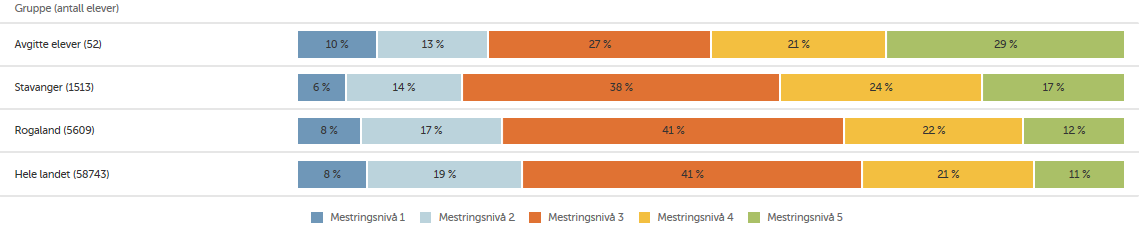 Gruppe (antall elever)
Avgitte elever (52) 10 % 13 % 27 % 21 % 29 %
Stavanger (1513) 6 % 14 % 38 % 24 % 17 %
Rogaland (5609) 8 % 17 % 41 % 22 % 12 %
Hele landet (58743) 8 % 19 % 41 % 21 % 11 %
Mestringsnivå 1 Mestringsnivå 2 Mestringsnivå 3 Mestringsnivå 4 Mestringsnivå 5